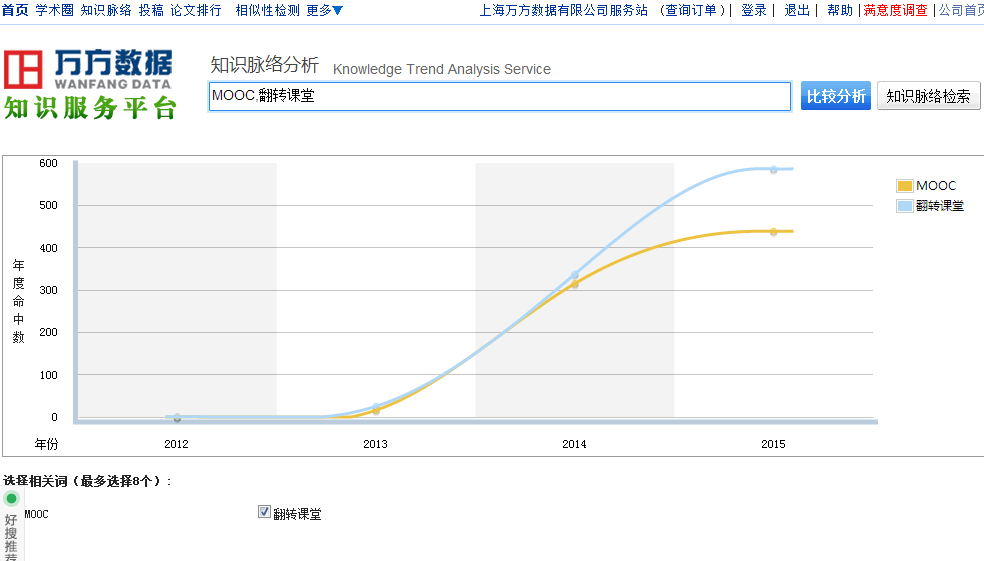 首页 学术圈 知识脉络 投稿 论文排行 相似性检测 更多▼ 上海万方数据有限公司服务站 (查询订单)| 登录| 退出| 帮助|满意度调查|公司首页
万方数据
WANFANG DATA
知识服务平台
知识脉络分析 Knowledge Trend Analysis Service
MOOC,翻转课堂 比较分析 知识脉络检索
600
500
400
300
200
100
0
年度命中数
年份 2012 2013 2014 2015
MOOC
翻转课堂
选择相关词(最多选择8个):
MOOC 翻转课堂
好搜推荐